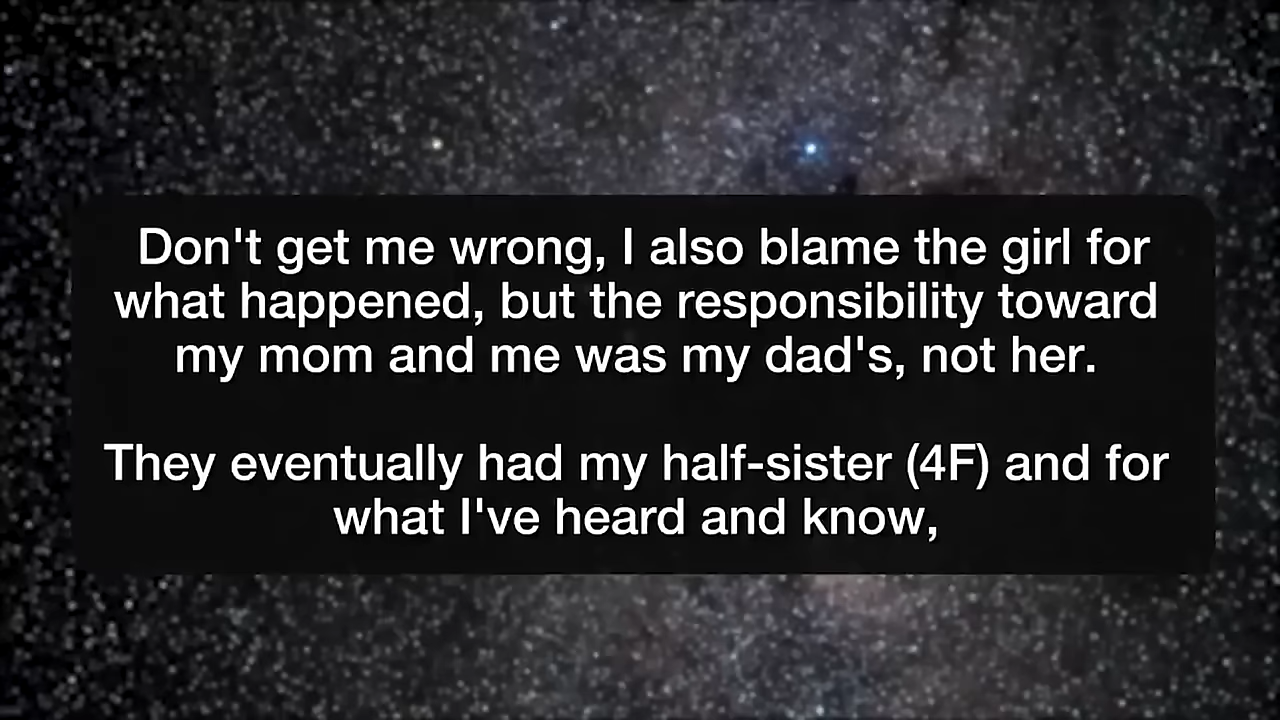 Don't get me wrong, I also blame the girl for
what happened, but the responsibility toward
my mom and me was my dad's, not her.
They eventually had my half-sister (4F) and for
what I've heard and know,